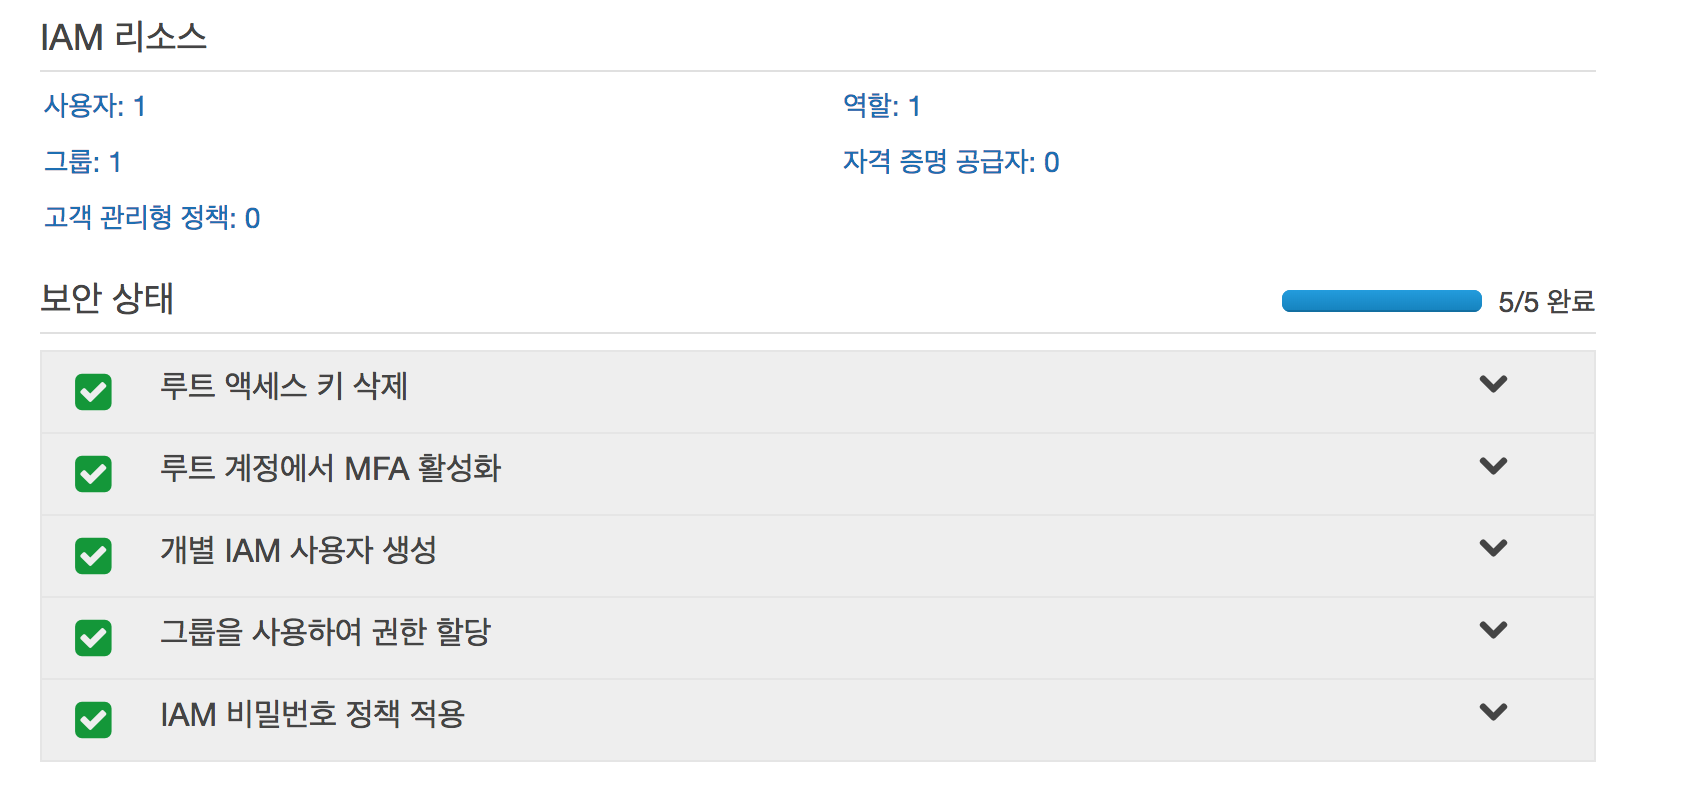 IAM 리소스
사용자: 1
역할: 1
그룹: 1
자격 증명 공급자: 0
고객 관리형 정책: 0
보안 상태
5/5 완료
루트 액세스 키 삭제
루트 계정에서 MFA 활성화
개별 IAM 사용자 생성
그룹을 사용하여 권한 할당
IAM 비밀번호 정책 적용